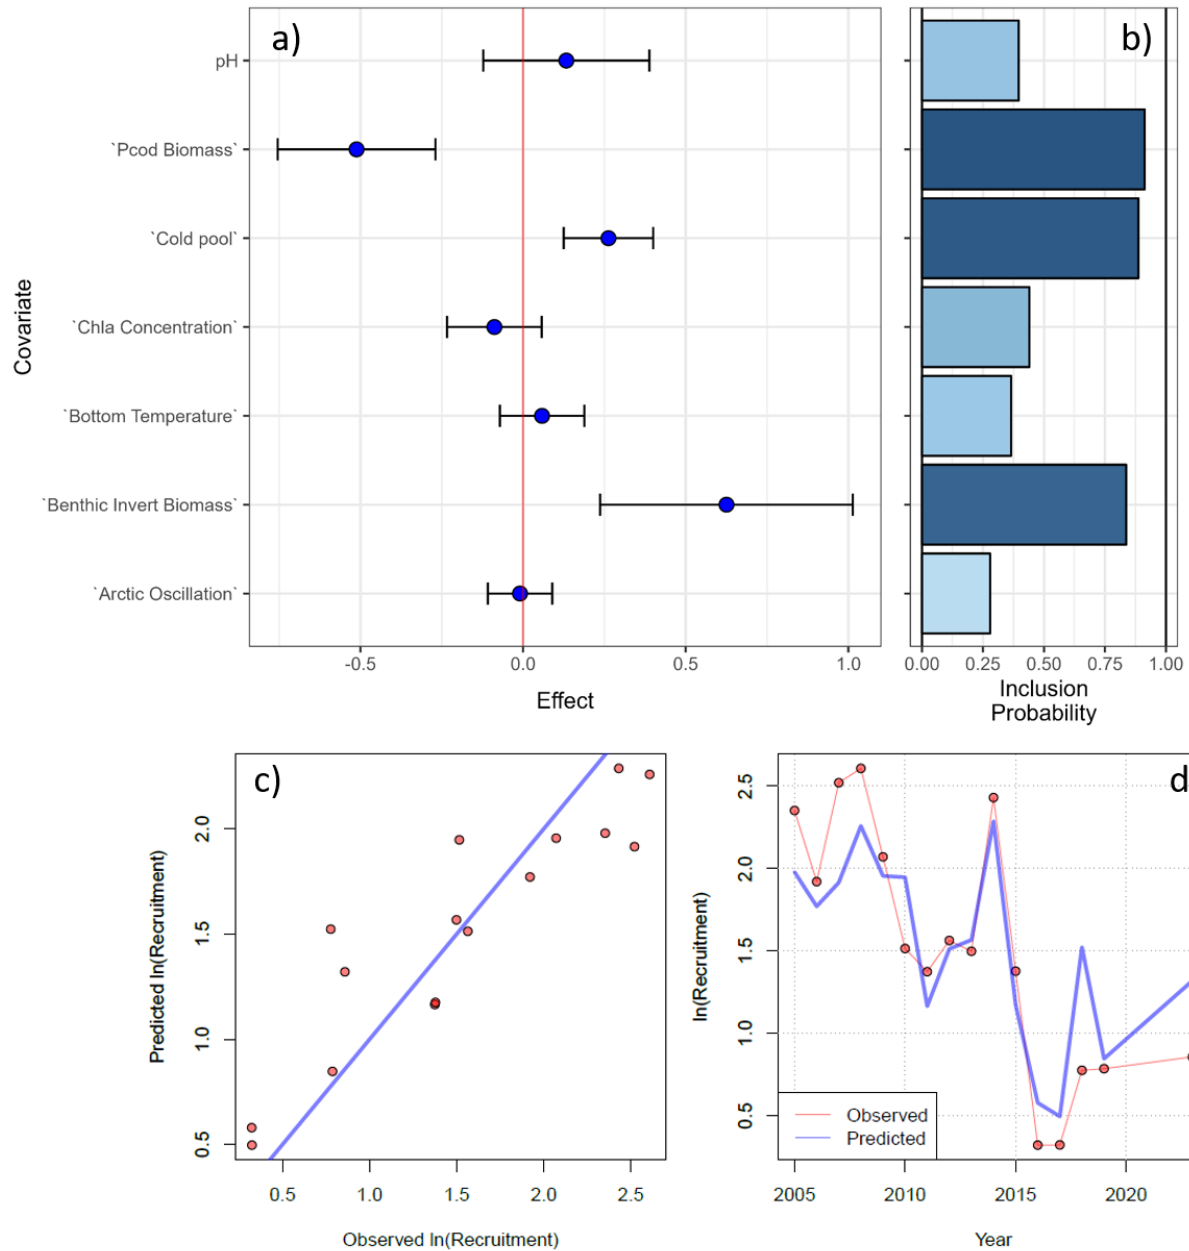 a)
b)
pH
`Pcod Biomass`
`Cold pool`
`Chla Concentration`
`Bottom Temperature`
`Benthic Invert Biomass`
`Arctic Oscillation`
Covariate
-0.5 0.0 0.5 1.0
Effect
0.00 0.25 0.50 0.75 1.00
Inclusion
Probability
c)
2.0
1.5
1.0
0.5
Predicted ln(Recruitment)
0.5 1.0 1.5 2.0 2.5
Observed ln(Recruitment)
d
2.5
2.0
1.5
1.0
0.5
ln(Recruitment)
Observed
Predicted
2005 2010 2015 2020
Year